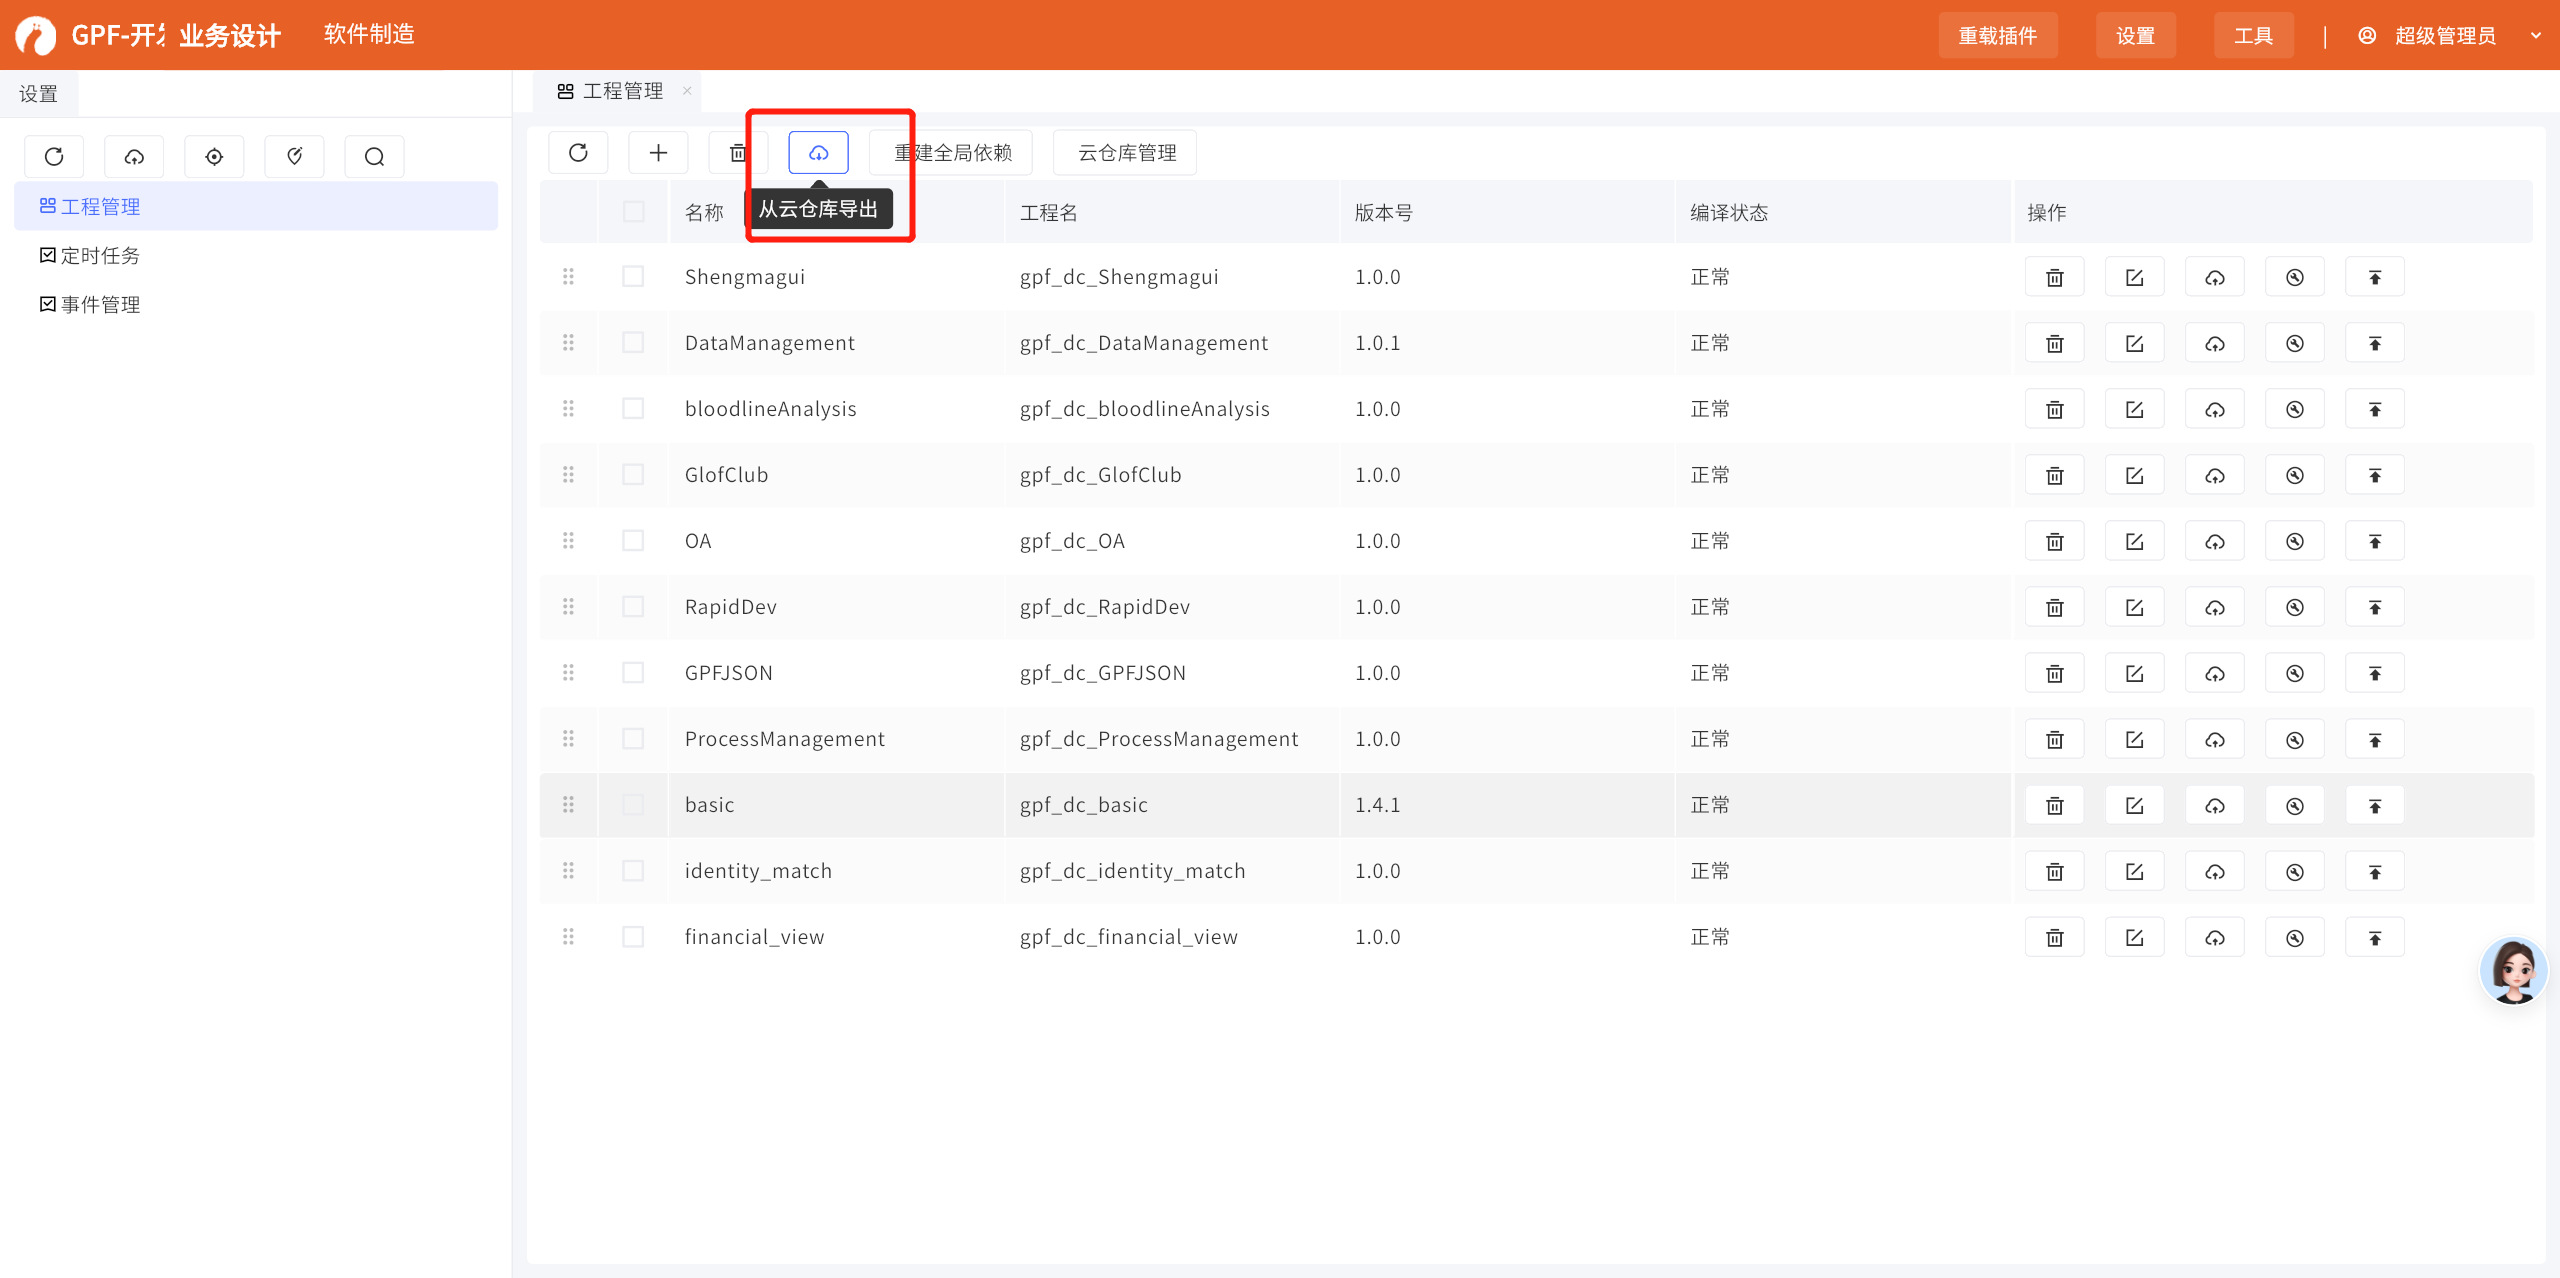 GPF-开发 业务设计 软件制造 重载插件 设置 工具 | 超级管理员
设置
工程管理
定时任务
事件管理
工程管理 ×
重建全局依赖 云仓库管理
从云仓库导出
名称 工程名 版本号 编译状态 操作
Shengmagui gpf_dc_Shengmagui 1.0.0 正常
DataManagement gpf_dc_DataManagement 1.0.1 正常
bloodlineAnalysis gpf_dc_bloodlineAnalysis 1.0.0 正常
GlofClub gpf_dc_GlofClub 1.0.0 正常
OA gpf_dc_OA 1.0.0 正常
RapidDev gpf_dc_RapidDev 1.0.0 正常
GPFJSON gpf_dc_GPFJSON 1.0.0 正常
ProcessManagement gpf_dc_ProcessManagement 1.0.0 正常
basic gpf_dc_basic 1.4.1 正常
identity_match gpf_dc_identity_match 1.0.0 正常
financial_view gpf_dc_financial_view 1.0.0 正常